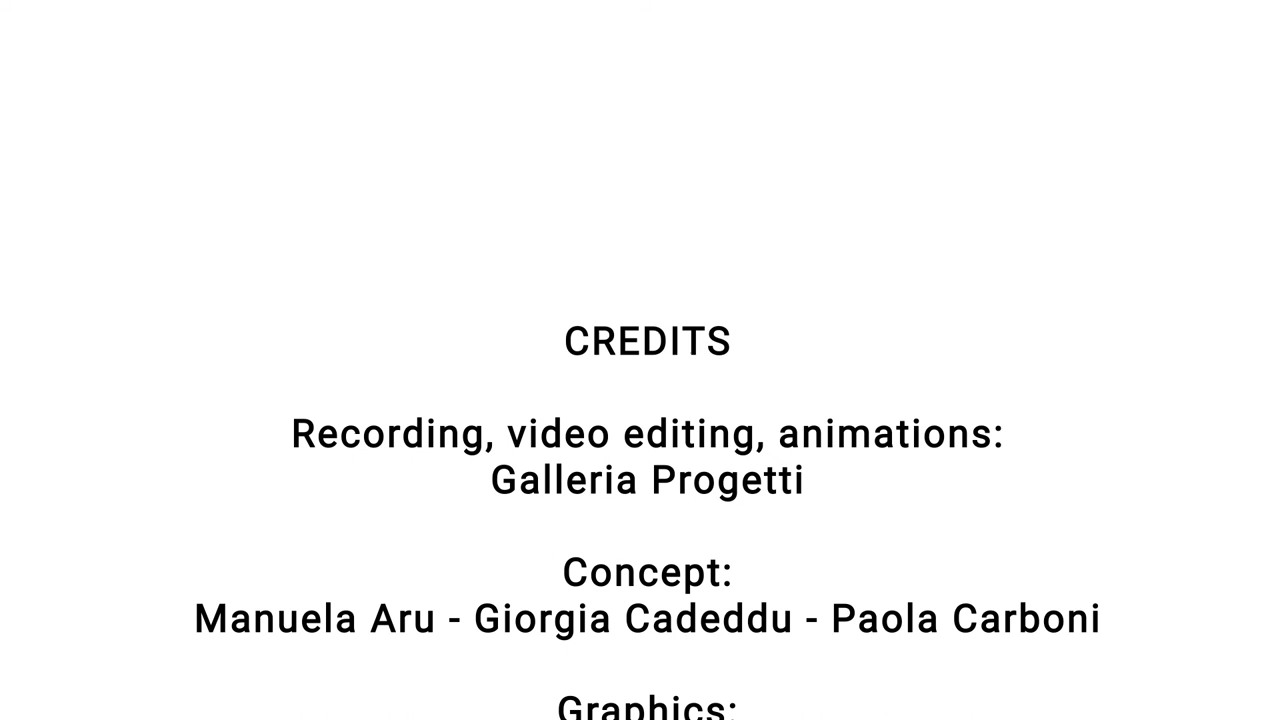 CREDITS
Recording, video editing, animations:
Galleria Progetti
Concept:
Manuela Aru - Giorgia Cadeddu - Paola Carboni
Graphics: